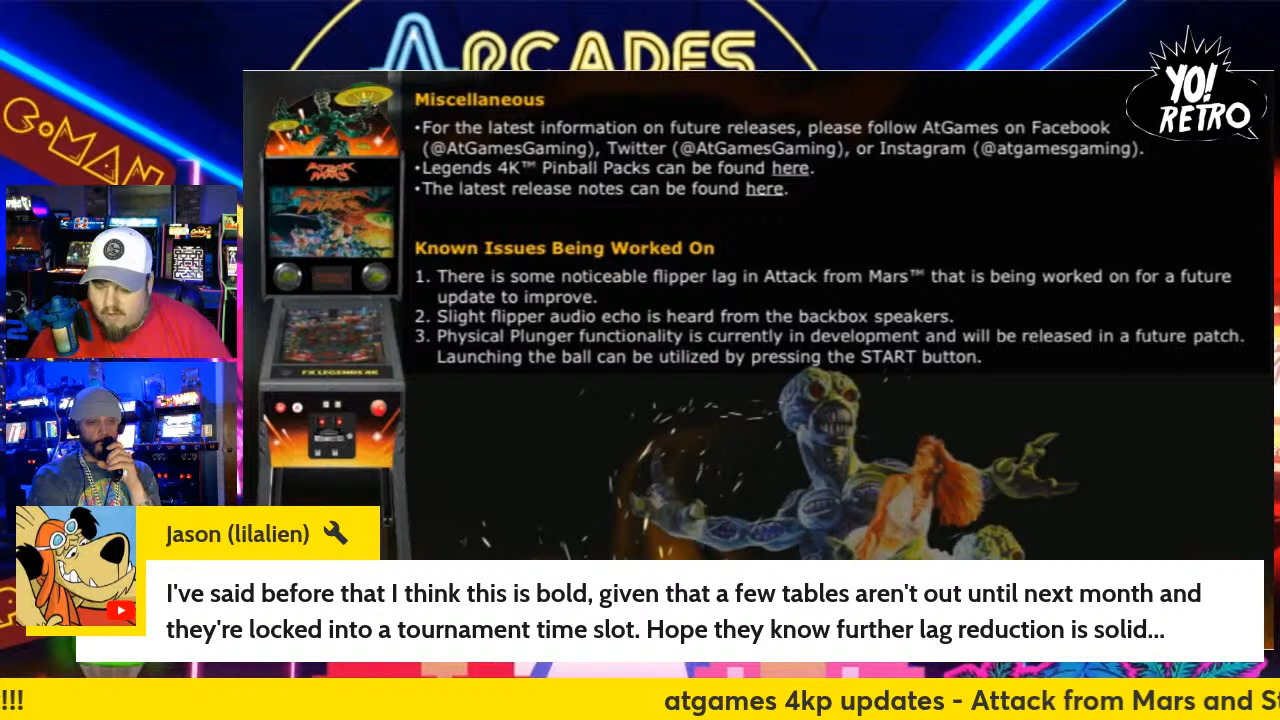 ARCADES
YO!
RETRO
COMAN
Miscellaneous
•For the latest information on future releases, please follow AtGames on Facebook
(@AtGamesGaming), Twitter (@AtGamesGaming), or Instagram (@atgamesgaming).
•Legends 4K™ Pinball Packs can be found here.
•The latest release notes can be found here.
ATTACK
FROM
MARS
Known Issues Being Worked On
1. There is some noticeable flipper lag in Attack from Mars™ that is being worked on for a future
update to improve.
2. Slight flipper audio echo is heard from the backbox speakers.
3. Physical Plunger functionality is currently in development and will be released in a future patch.
Launching the ball can be utilized by pressing the START button.
FX LEGENDS 4K
Jason (lilalien)
I've said before that I think this is bold, given that a few tables aren't out until next month and
they're locked into a tournament time slot. Hope they know further lag reduction is solid...
!!! atgames 4kp updates - Attack from Mars and St